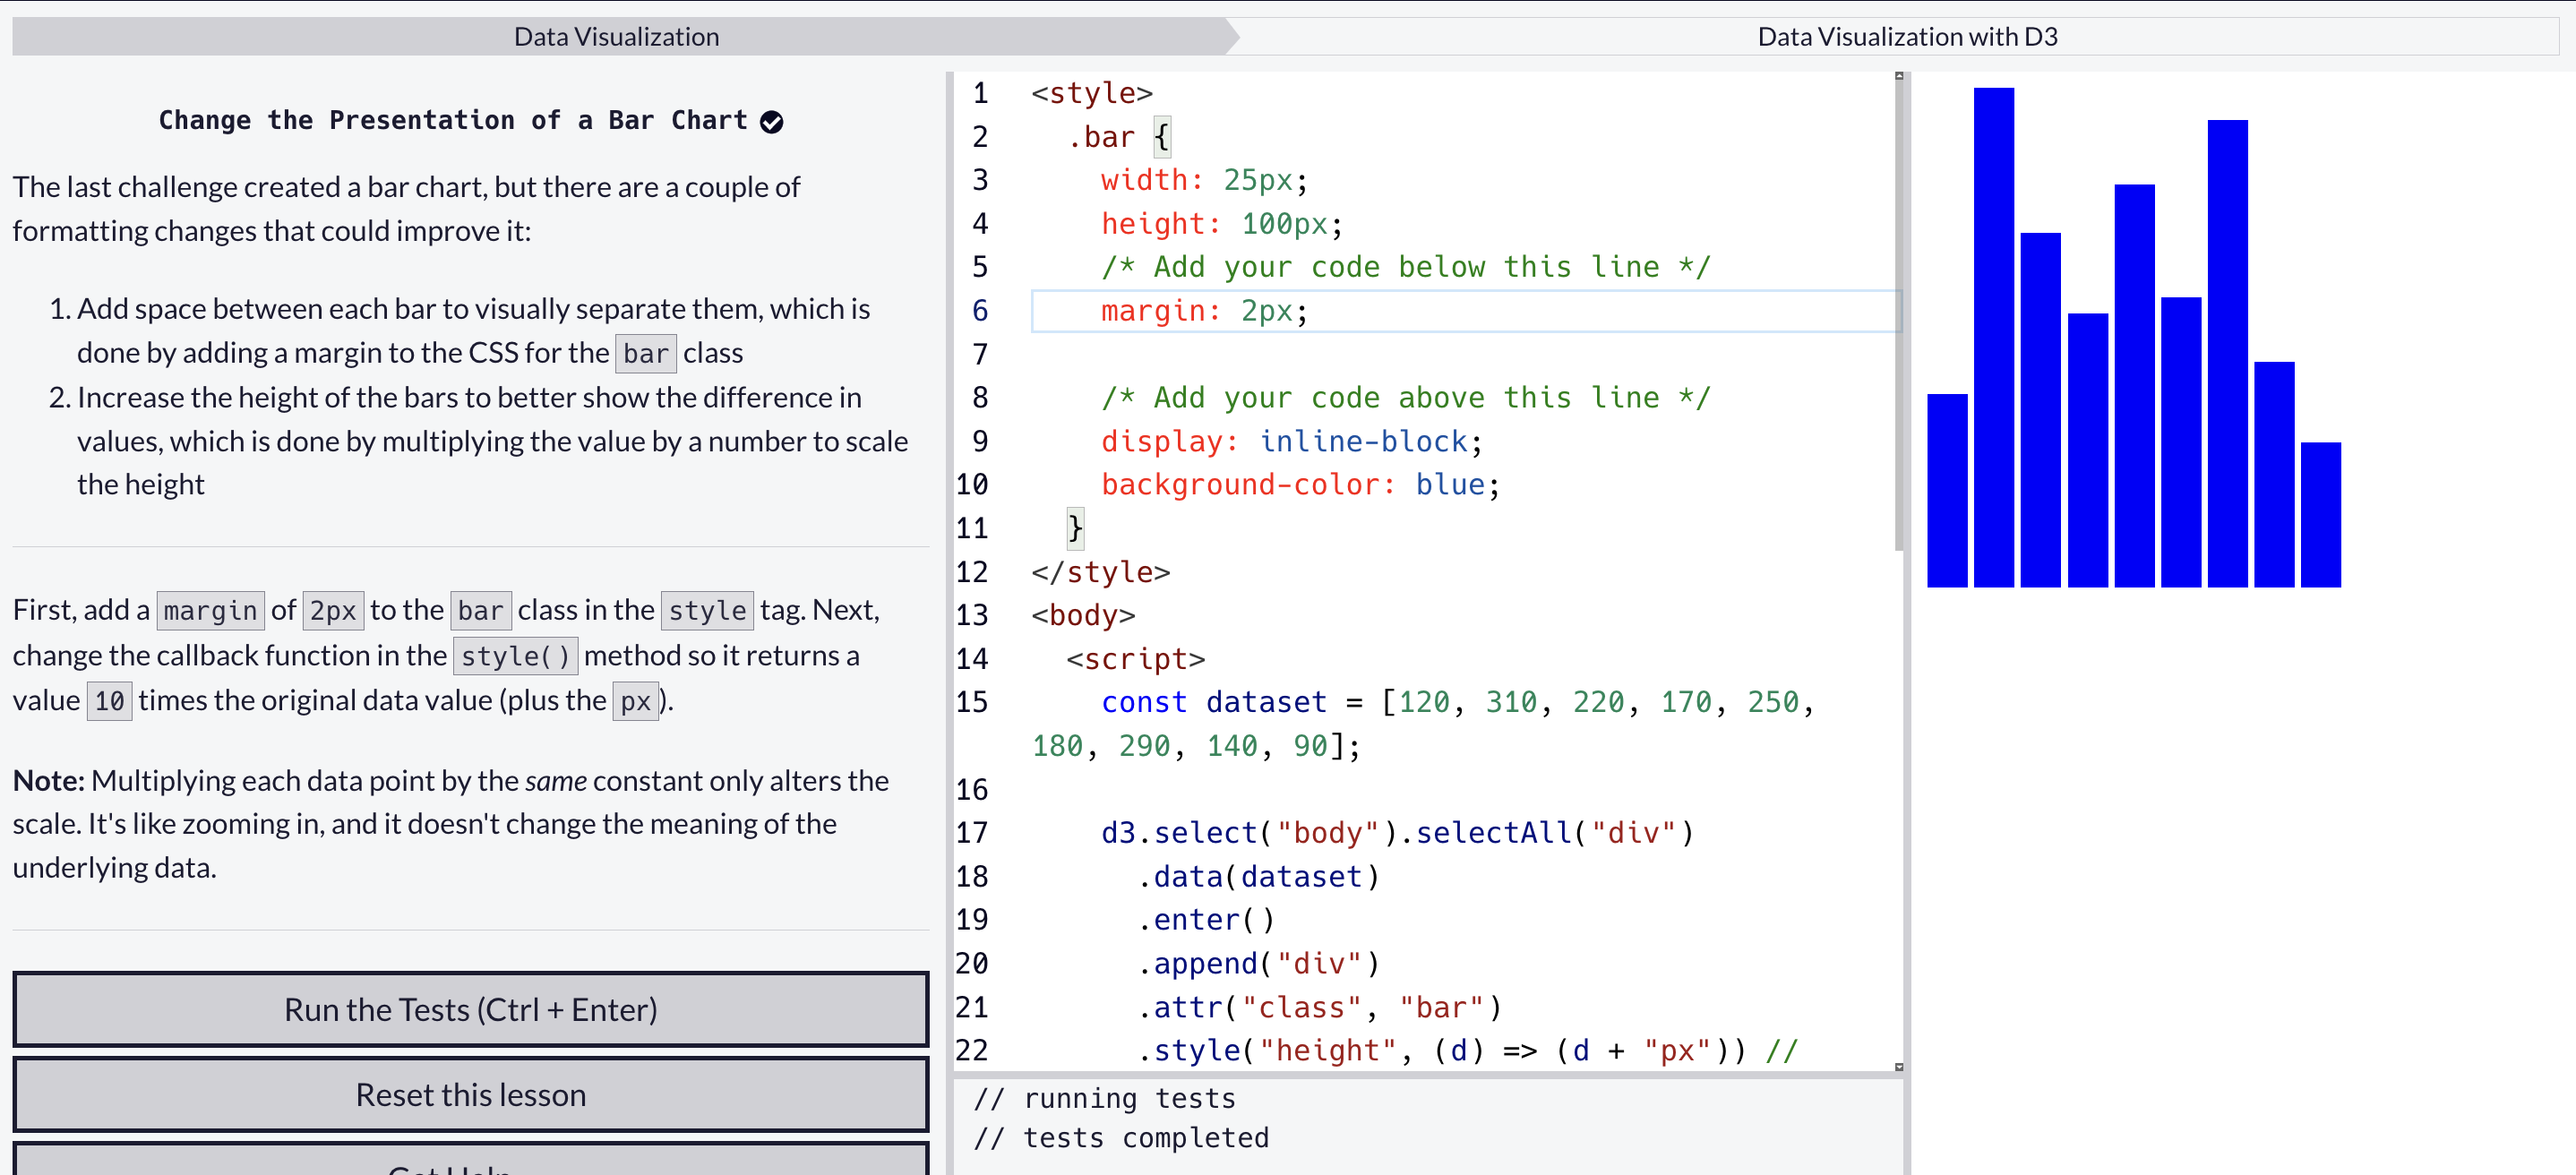 Data Visualization
Data Visualization with D3
Change the Presentation of a Bar Chart
The last challenge created a bar chart, but there are a couple of
formatting changes that could improve it:
1. Add space between each bar to visually separate them, which is
done by adding a margin to the CSS for the bar class
2. Increase the height of the bars to better show the difference in
values, which is done by multiplying the value by a number to scale
the height
First, add a margin of 2px to the bar class in the style tag. Next,
change the callback function in the style() method so it returns a
value 10 times the original data value (plus the px).
Note: Multiplying each data point by the same constant only alters the
scale. It's like zooming in, and it doesn't change the meaning of the
underlying data.
Run the Tests (Ctrl + Enter)
Reset this lesson
1 <style>
2 .bar {
3 width: 25px;
4 height: 100px;
5 /* Add your code below this line */
6 margin: 2px;
7
8 /* Add your code above this line */
9 display: inline-block;
10 background-color: blue;
11 }
12 </style>
13 <body>
14 <script>
15 const dataset = [120, 310, 220, 170, 250,
180, 290, 140, 90];
16
17 d3.select("body").selectAll("div")
18 .data(dataset)
19 .enter()
20 .append("div")
21 .attr("class", "bar")
22 .style("height", (d) => (d + "px")) //
// running tests
// tests completed